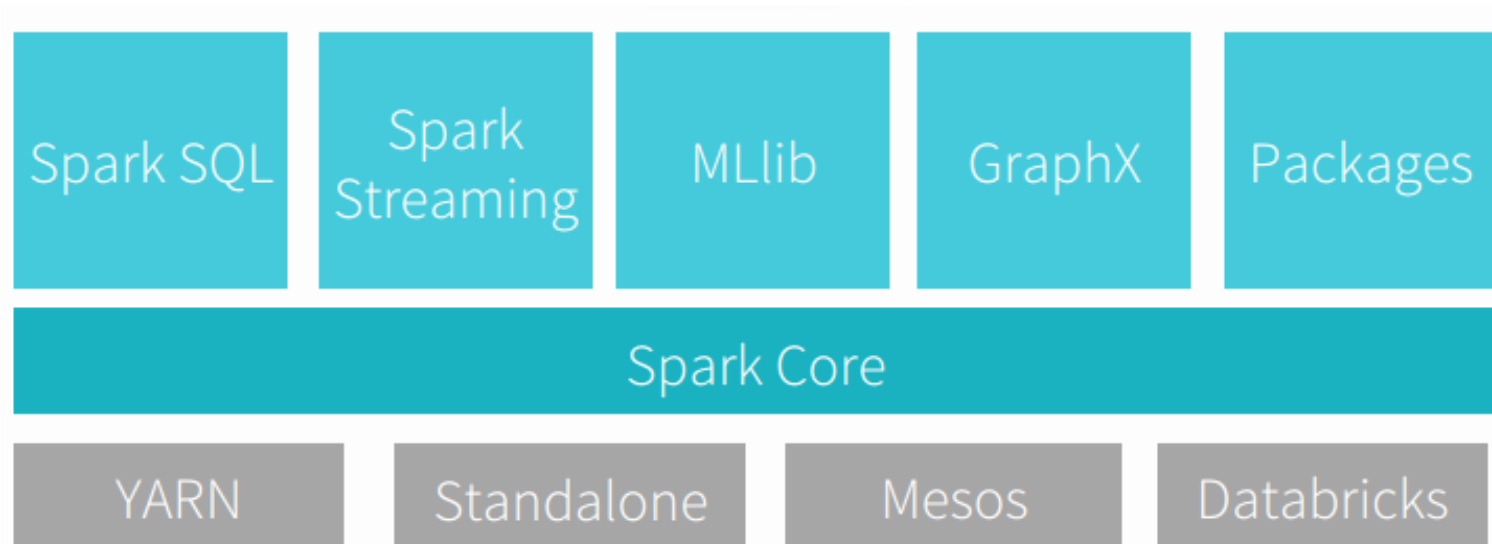 Spark SQL
Spark
Streaming
MLlib
GraphX
Packages
Spark Core
YARN
Standalone
Mesos
Databricks